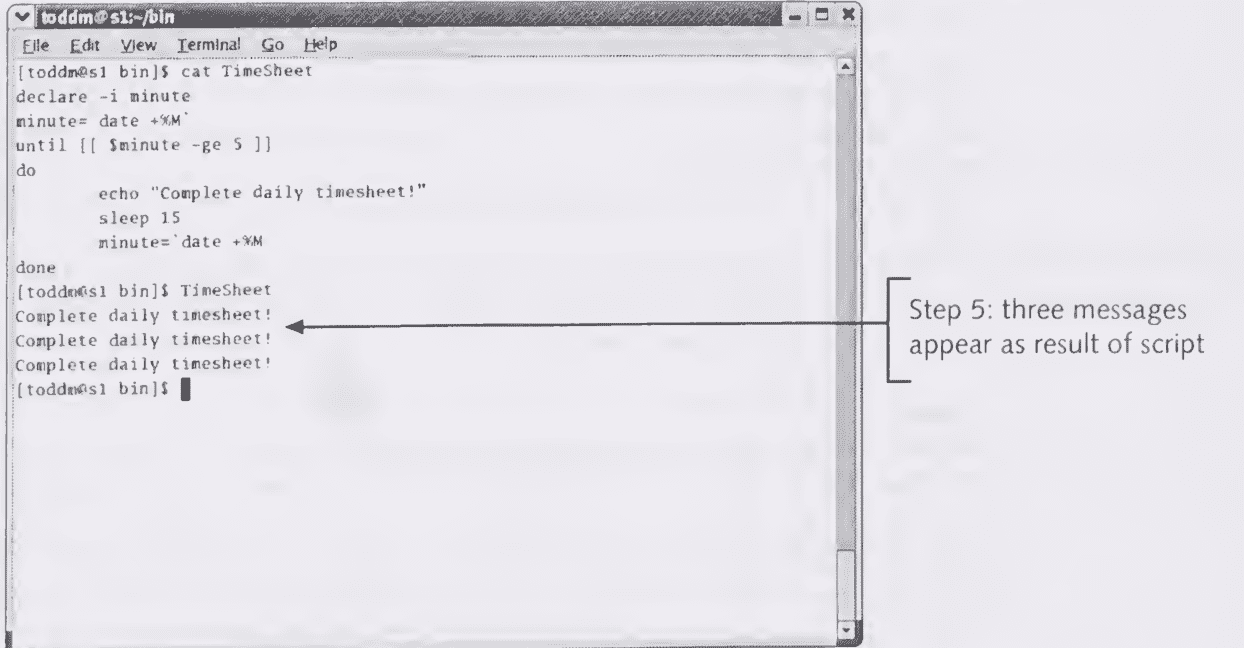 toddm@s1:~/bin
File Edit View Terminal Go Help
[toddm@s1 bin]$ cat TimeSheet
declare -i minute
minute= date +%M`
until [[ $minute -ge 5 ]]
do
echo "Complete daily timesheet!"
sleep 15
minute=`date +%M
done
[toddm@s1 bin]$ TimeSheet
Complete daily timesheet!
Complete daily timesheet!
Complete daily timesheet!
[toddm@s1 bin]$
Step 5: three messages
appear as result of script